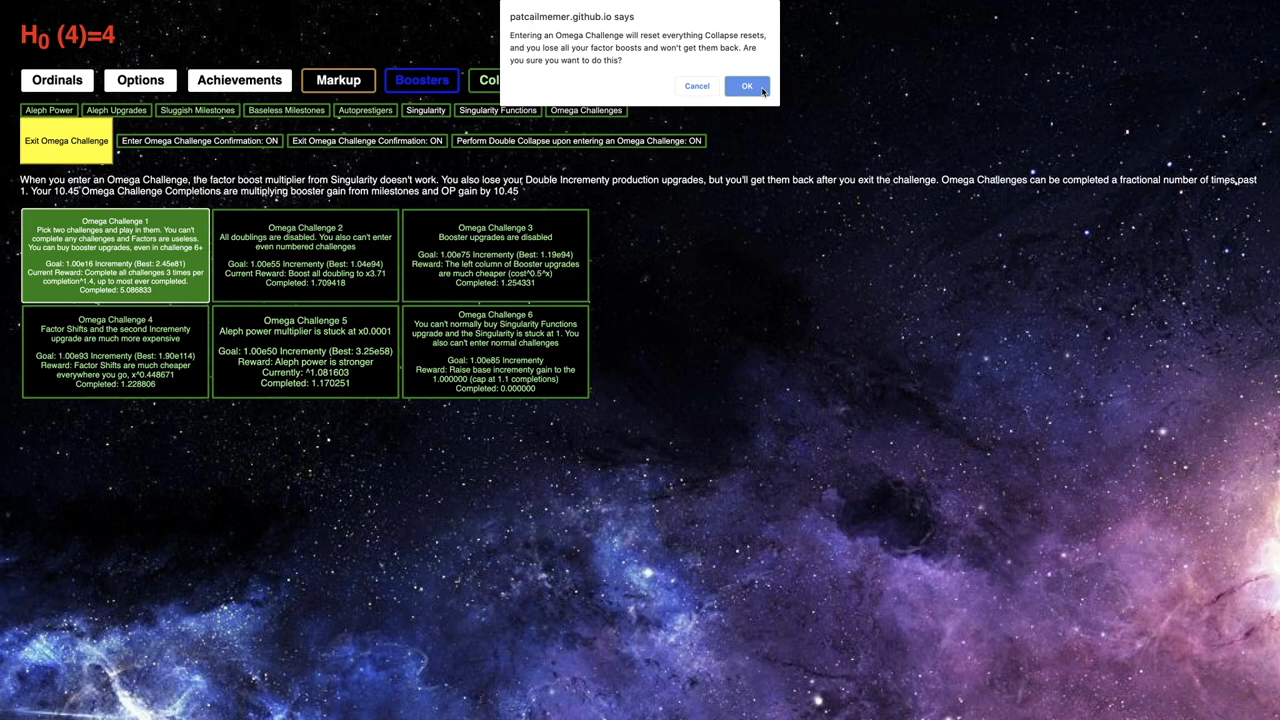 patcailmemer.github.io says
Entering an Omega Challenge will reset everything Collapse resets,
and you lose all your factor boosts and won't get them back. Are
you sure you want to do this?
Cancel OK
H₀ (4)=4
Ordinals Options Achievements Markup Boosters Col
Aleph Power Aleph Upgrades Sluggish Milestones Baseless Milestones Autoprestigers Singularity Singularity Functions Omega Challenges
Exit Omega Challenge Enter Omega Challenge Confirmation: ON Exit Omega Challenge Confirmation: ON Perform Double Collapse upon entering an Omega Challenge: ON
When you enter an Omega Challenge, the factor boost multiplier from Singularity doesn't work. You also lose your Double Incrementy production upgrades, but you'll get them back after you exit the challenge. Omega Challenges can be completed a fractional number of times past
1. Your 10.45 Omega Challenge Completions are multiplying booster gain from milestones and OP gain by 10.45
Omega Challenge 1
Pick two challenges and play in them. You can't
complete any challenges and Factors are useless.
You can buy booster upgrades, even in challenge 6+
Goal: 1.00e16 Incrementy (Best: 2.45e81)
Current Reward: Complete all challenges 3 times per
completion^1.4, up to most ever completed.
Completed: 5.086833
Omega Challenge 2
All doublings are disabled. You also can't enter
even numbered challenges
Goal: 1.00e55 Incrementy (Best: 1.04e94)
Current Reward: Boost all doubling to x3.71
Completed: 1.709418
Omega Challenge 3
Booster upgrades are disabled
Goal: 1.00e75 Incrementy (Best: 1.19e94)
Reward: The left column of Booster upgrades
are much cheaper (cost^0.5^x)
Completed: 1.254331
Omega Challenge 4
Factor Shifts and the second Incrementy
upgrade are much more expensive
Goal: 1.00e93 Incrementy (Best: 1.90e114)
Reward: Factor Shifts are much cheaper
everywhere you go, x^0.448671
Completed: 1.228806
Omega Challenge 5
Aleph power multiplier is stuck at x0.0001
Goal: 1.00e50 Incrementy (Best: 3.25e58)
Reward: Aleph power is stronger
Currently: ^1.081603
Completed: 1.170251
Omega Challenge 6
You can't normally buy Singularity Functions
upgrade and the Singularity is stuck at 1. You
also can't enter normal challenges
Goal: 1.00e85 Incrementy
Reward: Raise base incrementy gain to the
1.000000 (cap at 1.1 completions)
Completed: 0.000000